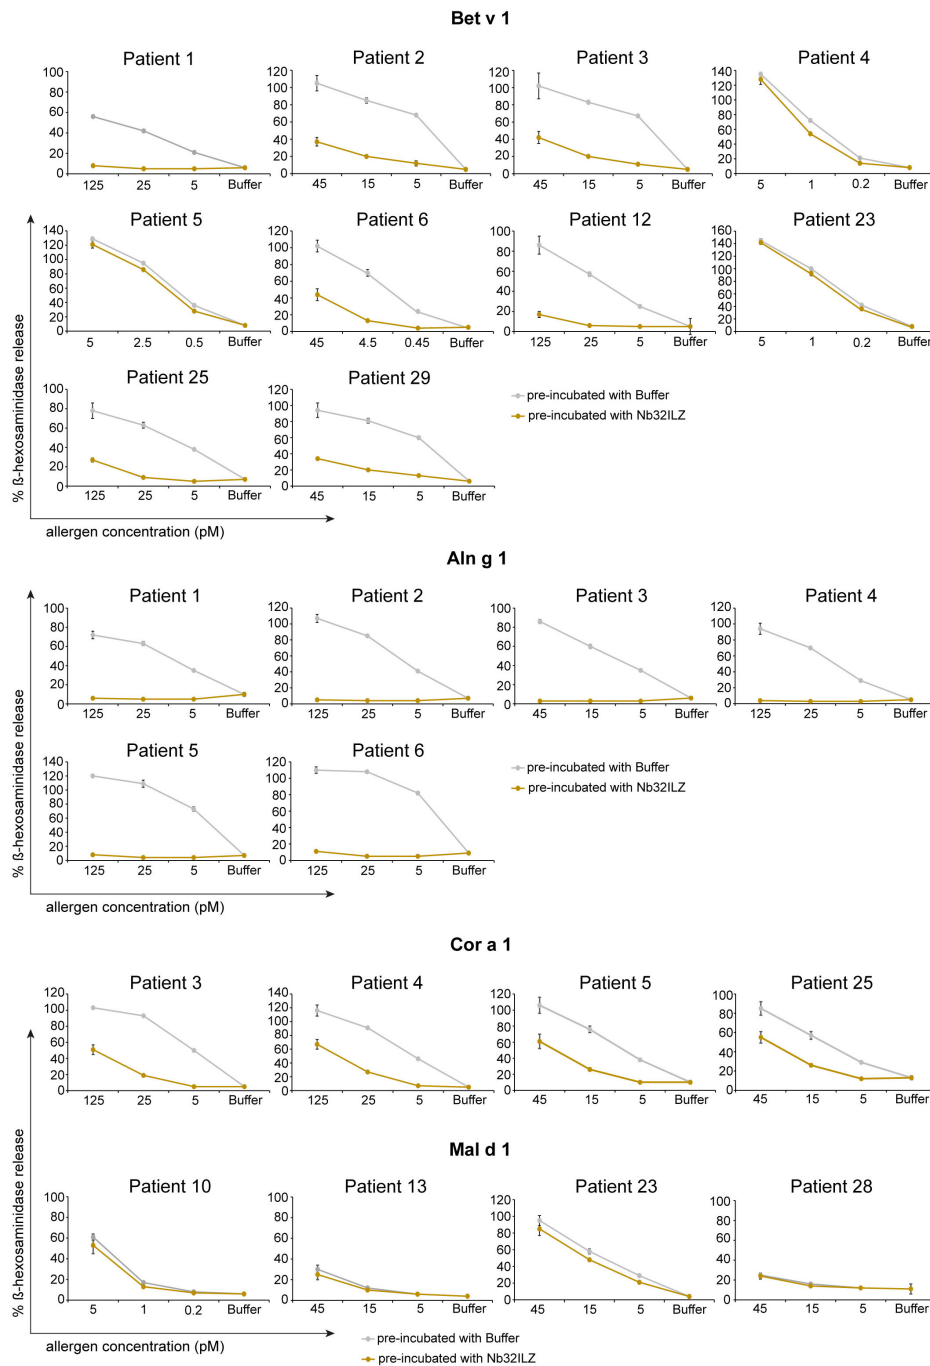 Bet v 1
Patient 1
Patient 2
Patient 3
Patient 4
100
80
60
40
20
0
125 25 5 Buffer
120
100
80
60
40
20
0
45 15 5 Buffer
120
100
80
60
40
20
0
45 15 5 Buffer
140
120
100
80
60
40
20
0
5 1 0.2 Buffer
Patient 5
Patient 6
Patient 12
Patient 23
140
120
100
80
60
40
20
0
5 2.5 0.5 Buffer
140
120
100
80
60
40
20
0
45 4.5 0.45 Buffer
100
80
60
40
20
0
125 25 5 Buffer
160
140
120
100
80
60
40
20
0
5 1 0.2 Buffer
Patient 25
Patient 29
100
80
60
40
20
0
125 25 5 Buffer
120
100
80
60
40
20
0
45 15 5 Buffer
pre-incubated with Buffer
pre-incubated with Nb32ILZ
% ß-hexosaminidase release
allergen concentration (pM)
Aln g 1
Patient 1
Patient 2
Patient 3
Patient 4
100
80
60
40
20
0
125 25 5 Buffer
120
100
80
60
40
20
0
125 25 5 Buffer
100
80
60
40
20
0
45 15 5 Buffer
120
100
80
60
40
20
0
125 25 5 Buffer
Patient 5
Patient 6
140
120
100
80
60
40
20
0
125 25 5 Buffer
120
100
80
60
40
20
0
125 25 5 Buffer
pre-incubated with Buffer
pre-incubated with Nb32ILZ
% ß-hexosaminidase release
allergen concentration (pM)
Cor a 1
Patient 3
Patient 4
Patient 5
Patient 25
120
100
80
60
40
20
0
125 25 5 Buffer
140
120
100
80
60
40
20
0
125 25 5 Buffer
120
100
80
60
40
20
0
45 15 5 Buffer
100
80
60
40
20
0
45 15 5 Buffer
Mal d 1
Patient 10
Patient 13
Patient 23
Patient 28
100
80
60
40
20
0
5 1 0.2 Buffer
100
80
60
40
20
0
45 15 5 Buffer
120
100
80
60
40
20
0
45 15 5 Buffer
100
80
60
40
20
0
45 15 5 Buffer
% ß-hexosaminidase release
allergen concentration (pM)
pre-incubated with Buffer
pre-incubated with Nb32ILZ